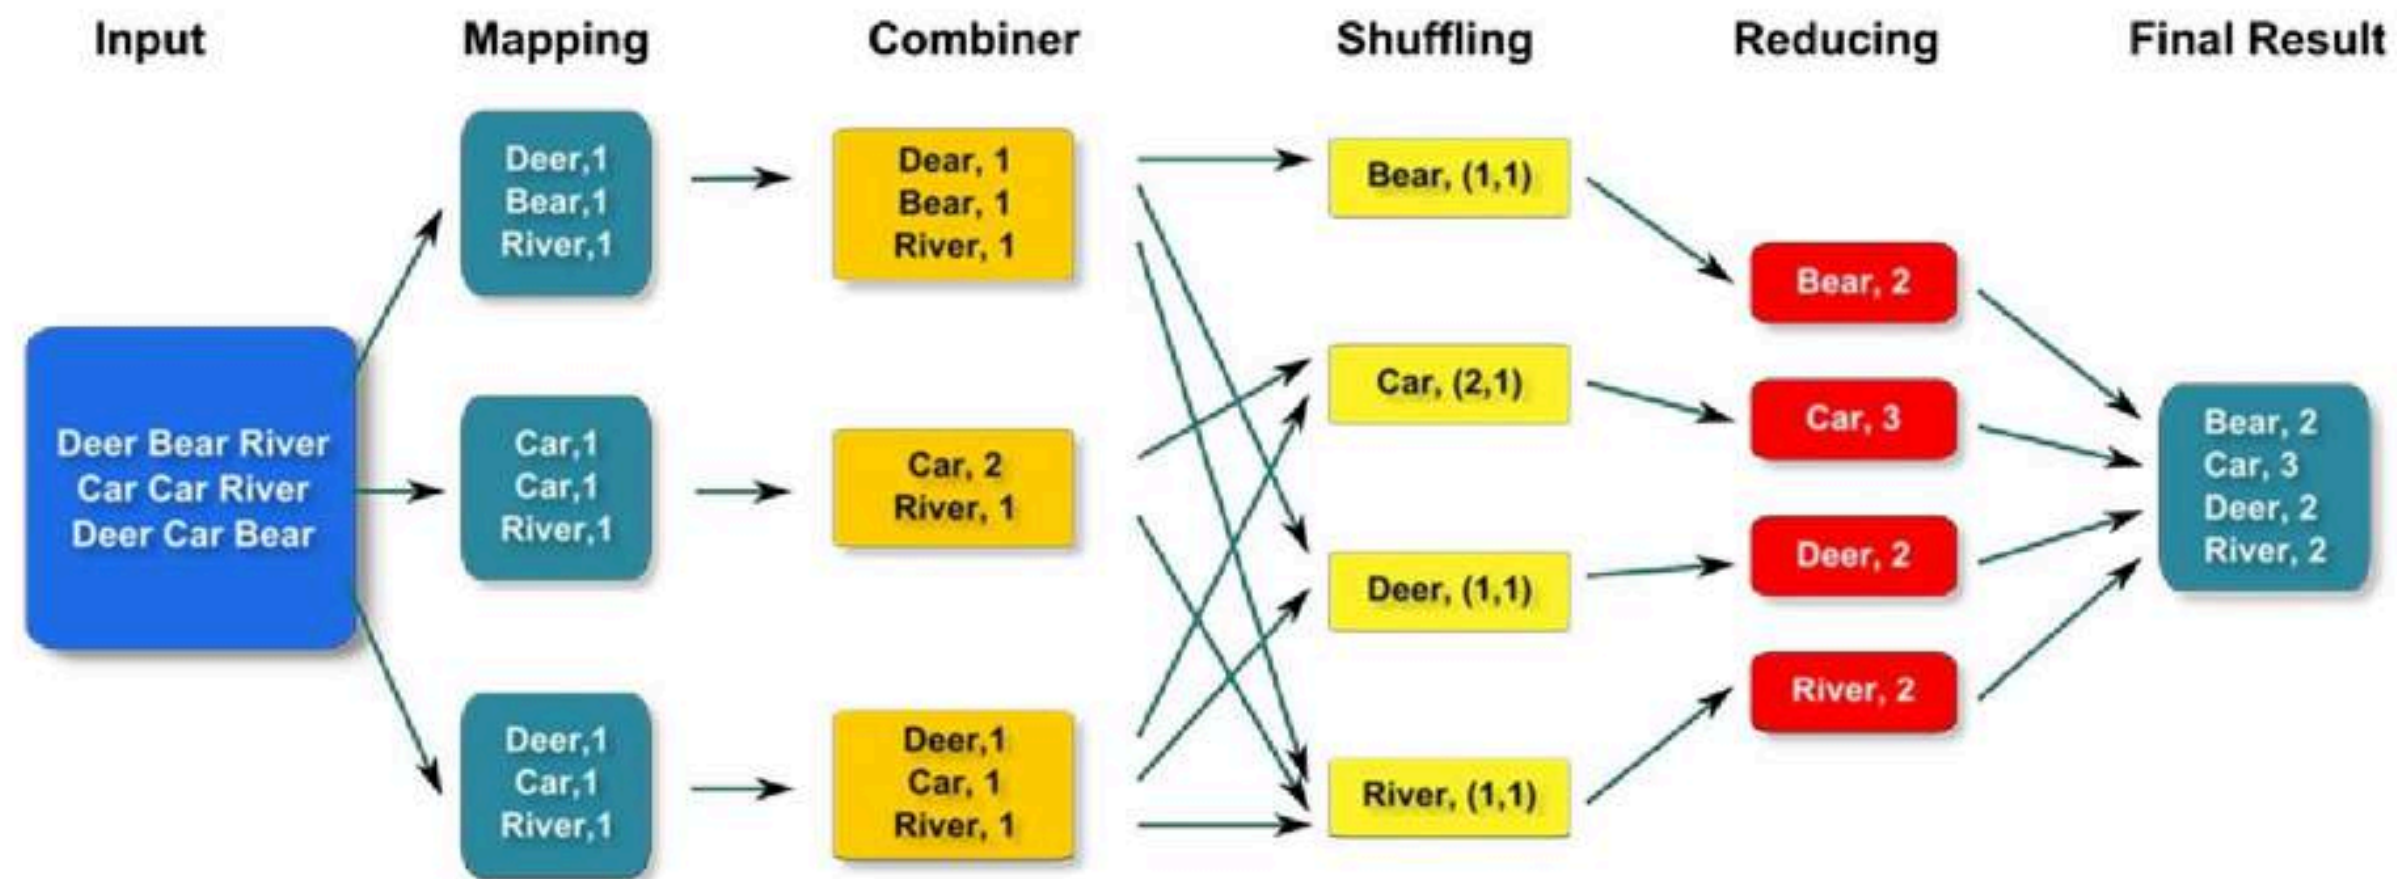 Input
Mapping
Combiner
Shuffling
Reducing
Final Result
Deer Bear River
Car Car River
Deer Car Bear
Deer,1
Bear,1
River,1
Car,1
Car,1
River,1
Deer,1
Car,1
River,1
Dear, 1
Bear, 1
River, 1
Car, 2
River, 1
Deer,1
Car, 1
River, 1
Bear, (1,1)
Car, (2,1)
Deer, (1,1)
River, (1,1)
Bear, 2
Car, 3
Deer, 2
River, 2
Bear, 2
Car, 3
Deer, 2
River, 2